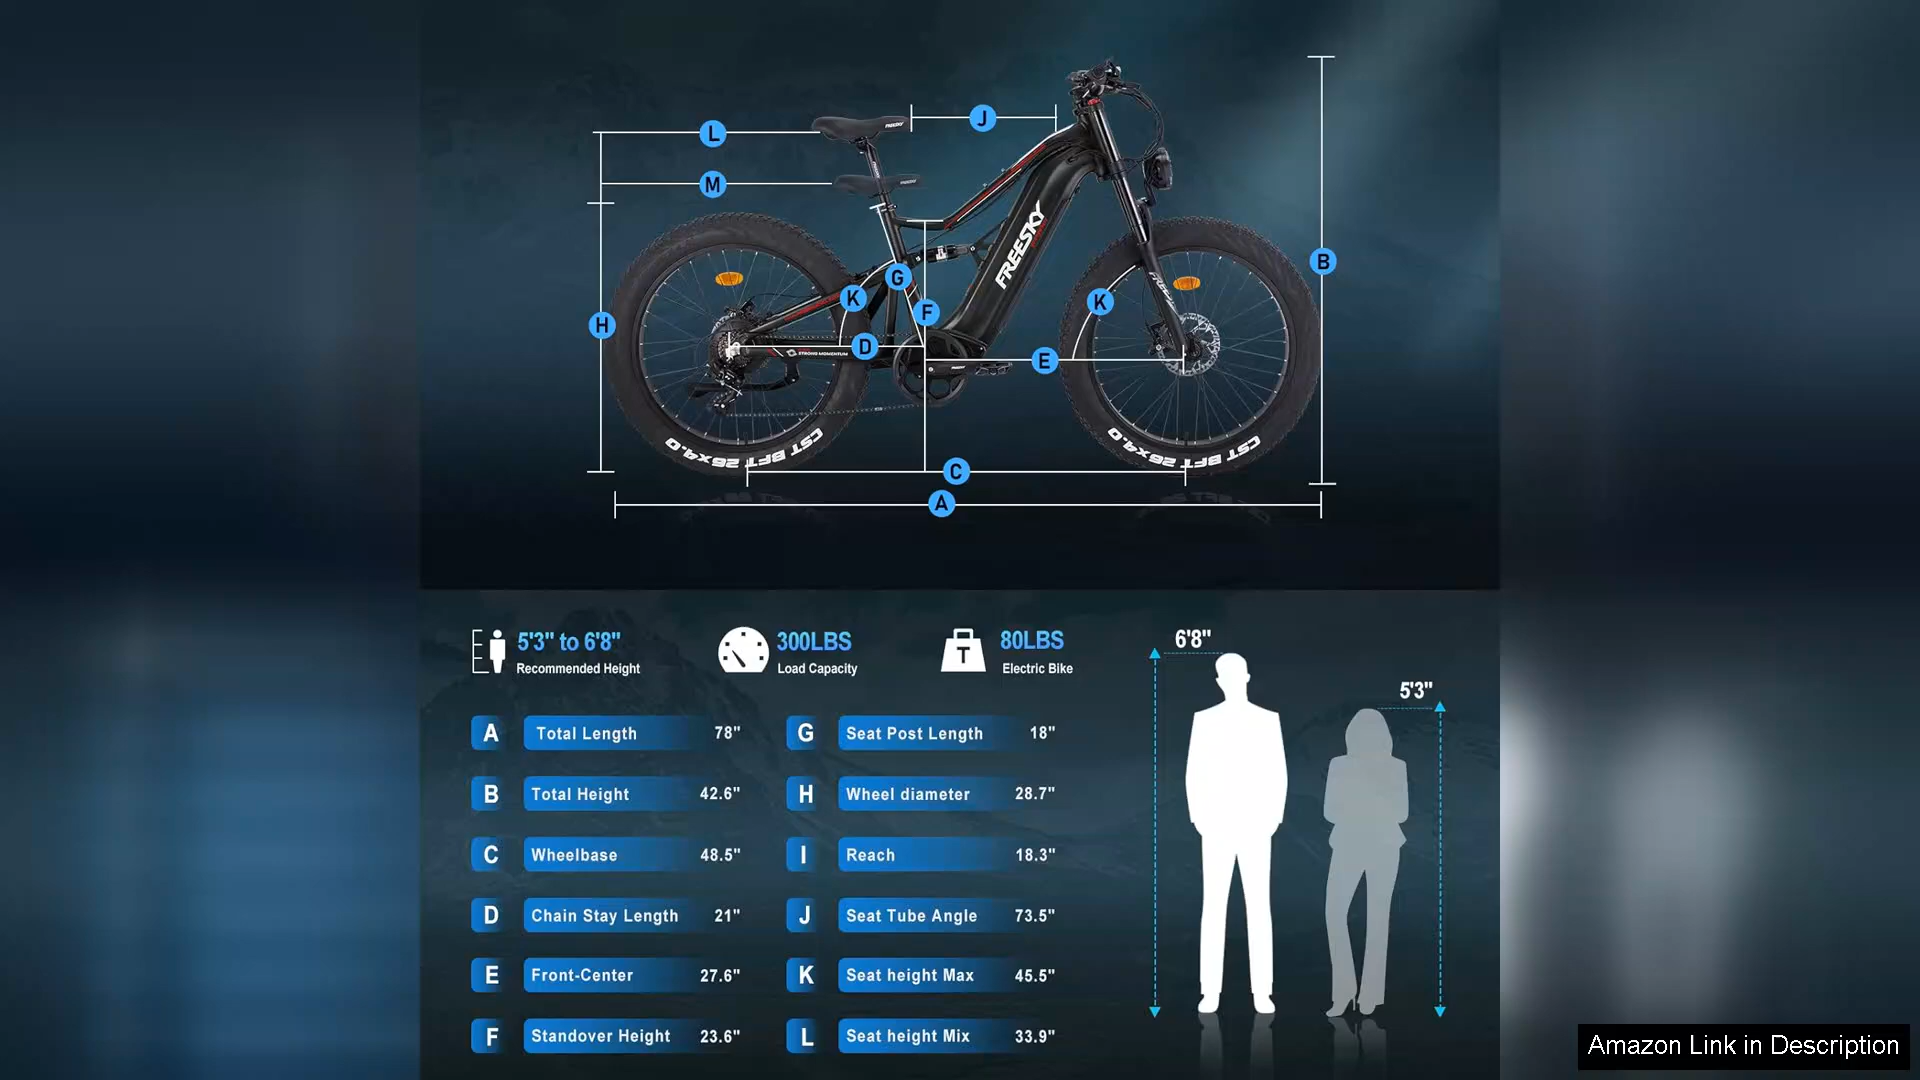 L
J
M
FREESKY
FREESKY
B
FREESKY
G
K
K
F
H
D
STRONG MOMENTUM
E
CST BFT 26x4.0
CST BFT 26x4.0
C
A
5'3" to 6'8"
Recommended Height
300LBS
Load Capacity
T
80LBS
Electric Bike
6'8"
5'3"
A Total Length 78"
G Seat Post Length 18"
B Total Height 42.6"
H Wheel diameter 28.7"
C Wheelbase 48.5"
I Reach 18.3"
D Chain Stay Length 21"
J Seat Tube Angle 73.5"
E Front-Center 27.6"
K Seat height Max 45.5"
F Standover Height 23.6"
L Seat height Mix 33.9"
Amazon Link in Description